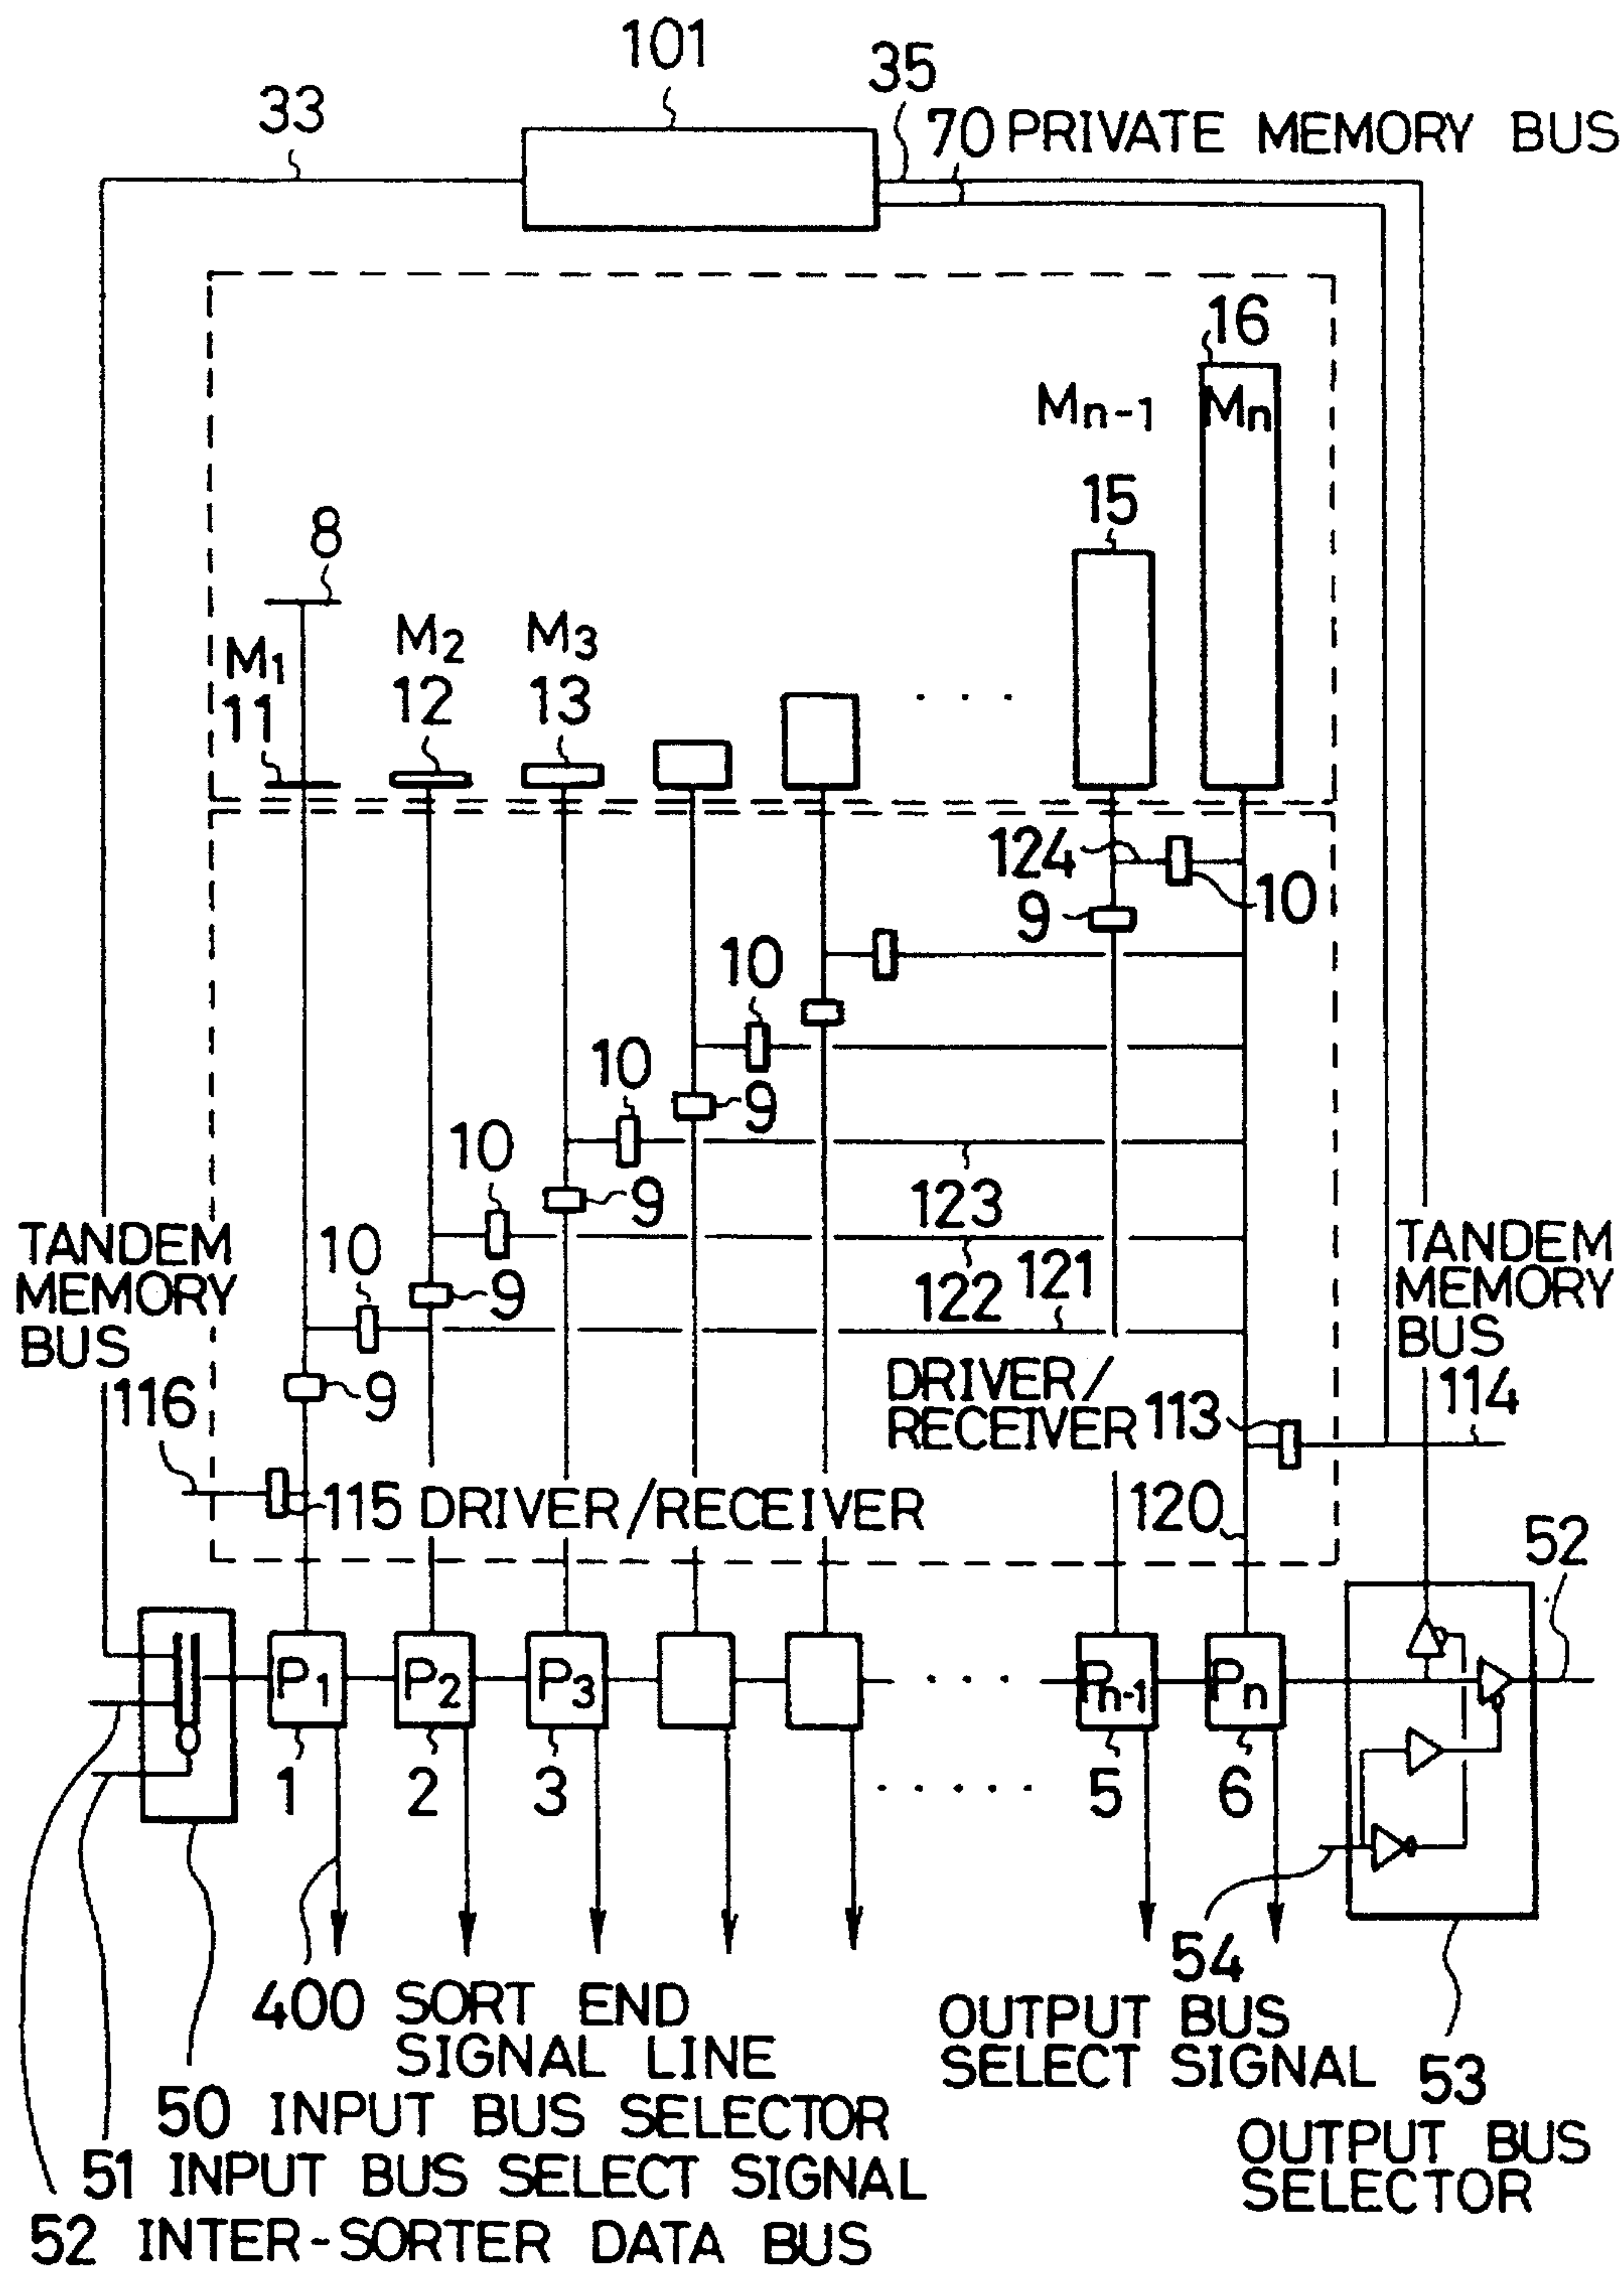 101
35
33
70 PRIVATE MEMORY BUS
16
Mn-1
Mn
15
8
M1
M2
M3
11
12
13
124
10
9
10
10
9
10
9
123
TANDEM
MEMORY
BUS
10
9
122
121
TANDEM
MEMORY
BUS
116
9
DRIVER/
RECEIVER
113
114
115 DRIVER/RECEIVER
120
52
P1
P2
P3
Pn-1
Pn
1
2
3
5
6
54
400 SORT END
SIGNAL LINE
OUTPUT BUS
SELECT SIGNAL
53
OUTPUT BUS
SELECTOR
50 INPUT BUS SELECTOR
51 INPUT BUS SELECT SIGNAL
52 INTER-SORTER DATA BUS